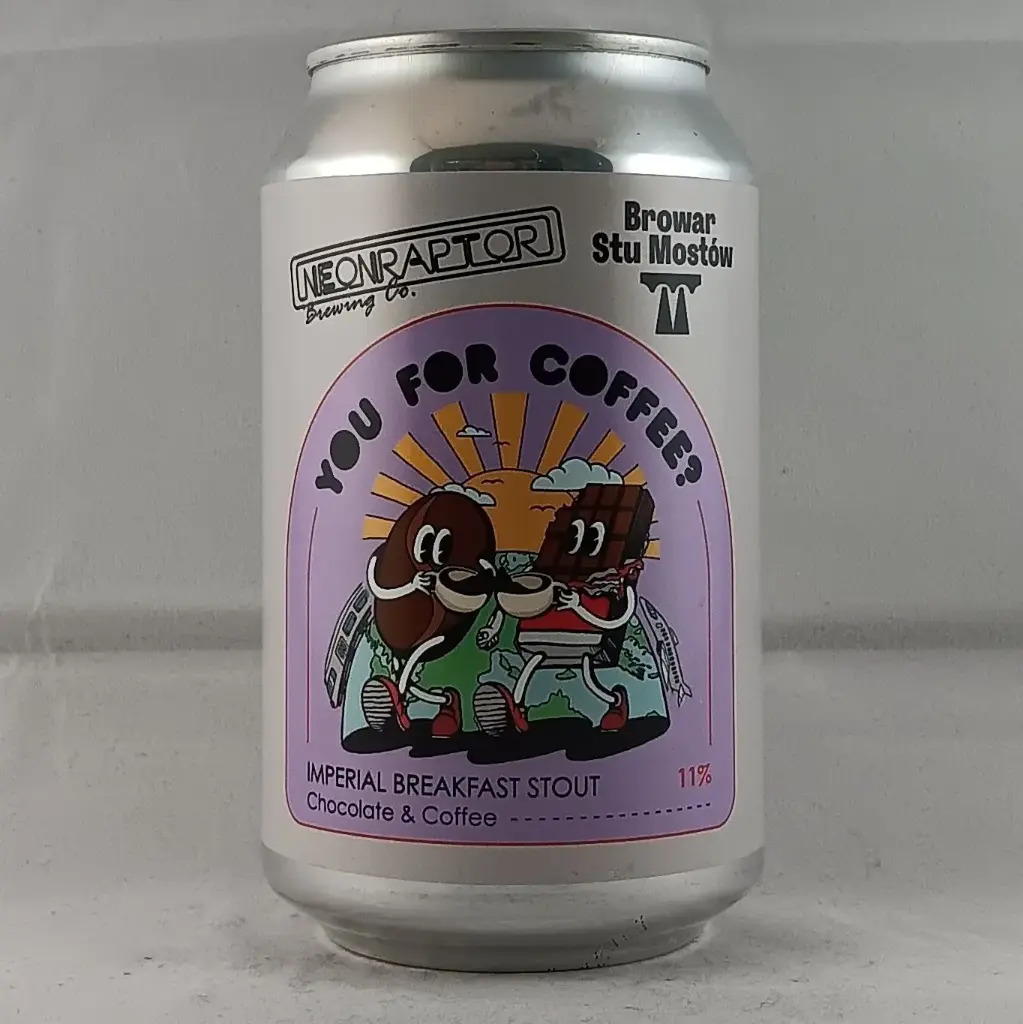 NEONRAPTOR
Brewing Co.
Browar
Stu Mostów
YOU FOR COFFEE?
IMPERIAL BREAKFAST STOUT 11%
Chocolate & Coffee